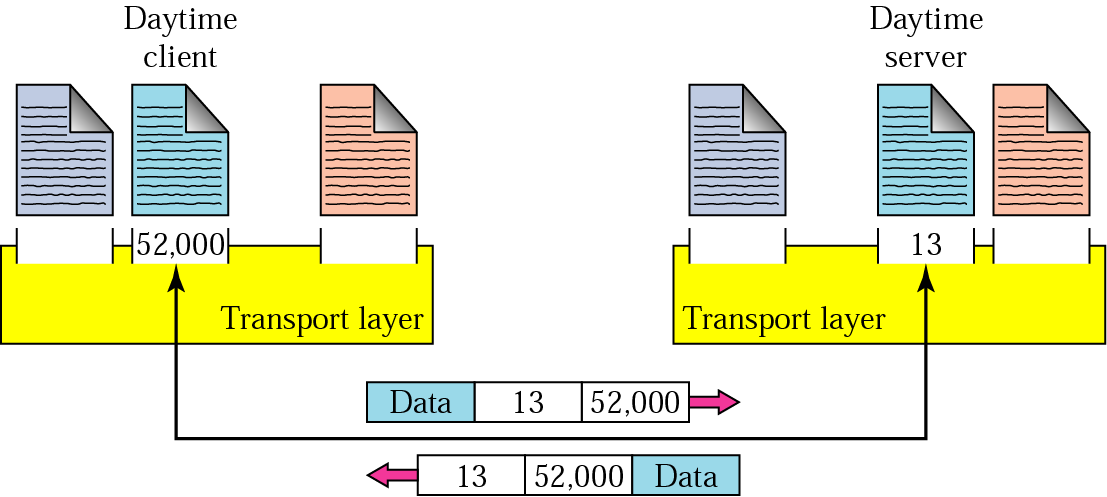 Daytime
client
Daytime
server
52,000
13
Transport layer
Transport layer
Data 13 52,000
13 52,000 Data